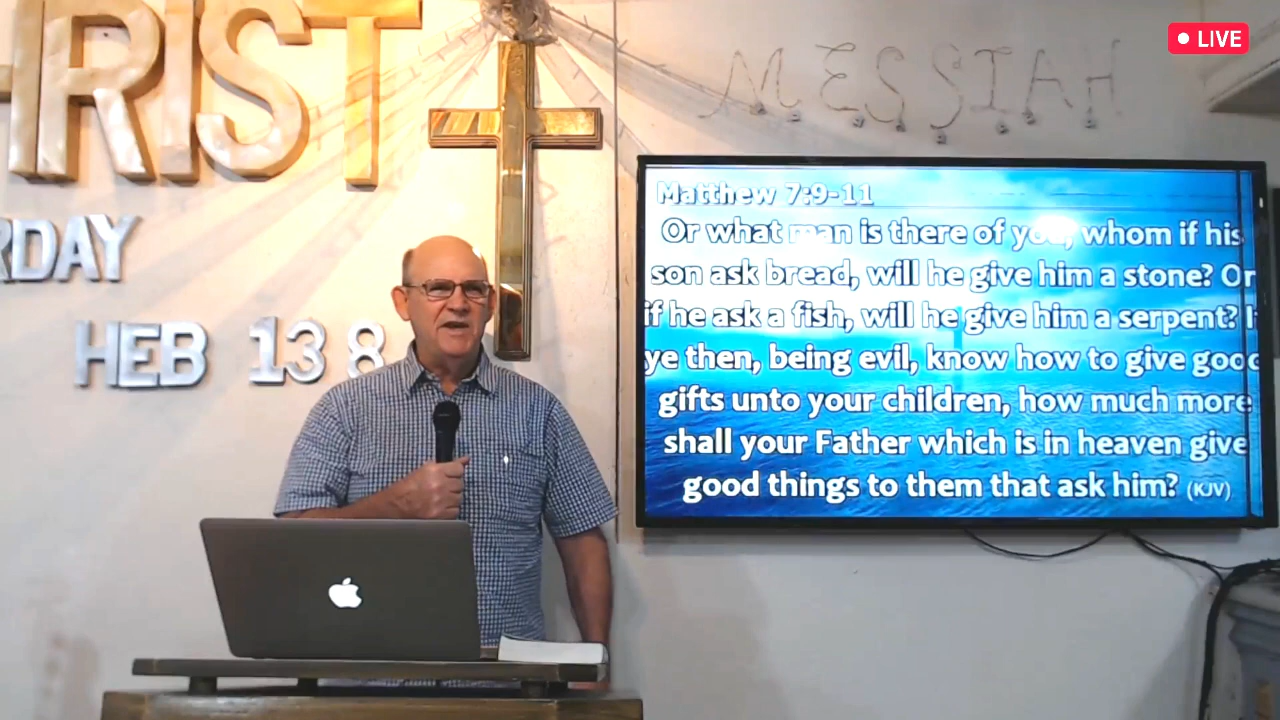 HRIST
RDAY
HEB 13 8
MESSIAH
LIVE
Matthew 7:9-11
Or what man is there of you, whom if his
son ask bread, will he give him a stone? Or
if he ask a fish, will he give him a serpent? If
ye then, being evil, know how to give good
gifts unto your children, how much more
shall your Father which is in heaven give
good things to them that ask him? (KJV)